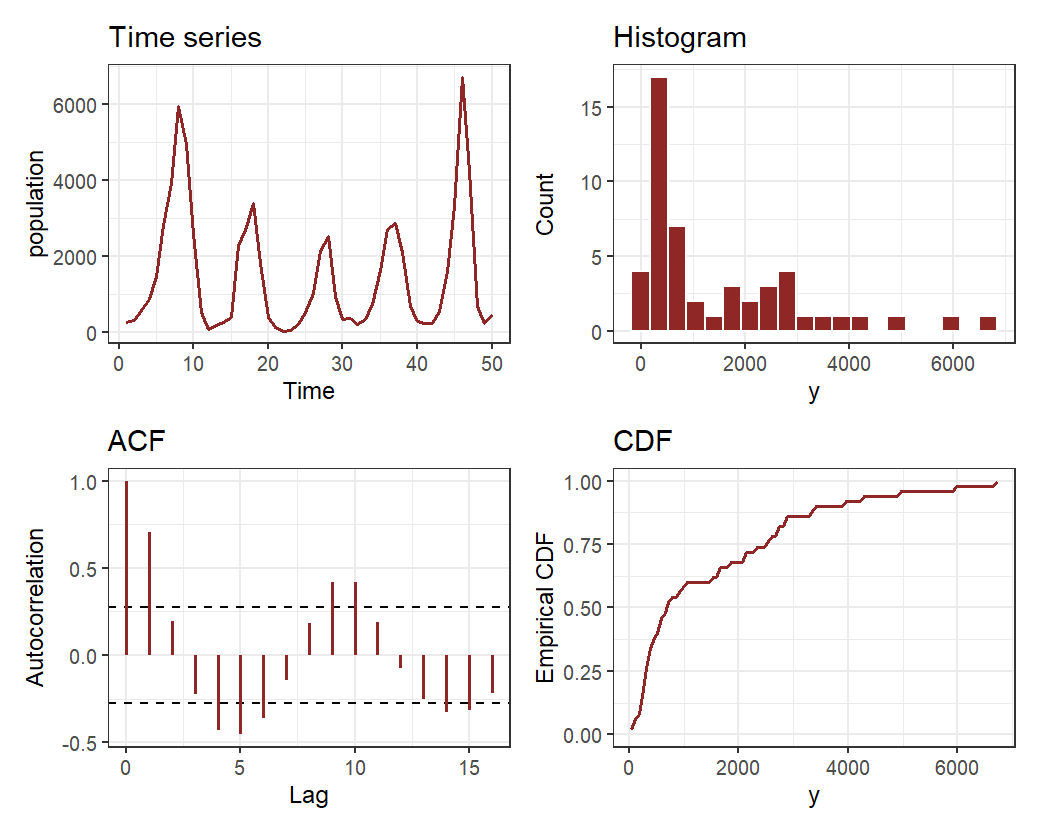 Time series
population
6000
4000
2000
0
0 10 20 30 40 50
Time
Histogram
Count
15
10
5
0
0 2000 4000 6000
y
ACF
Autocorrelation
1.0
0.5
0.0
-0.5
0 5 10 15
Lag
CDF
Empirical CDF
1.00
0.75
0.50
0.25
0.00
0 2000 4000 6000
y